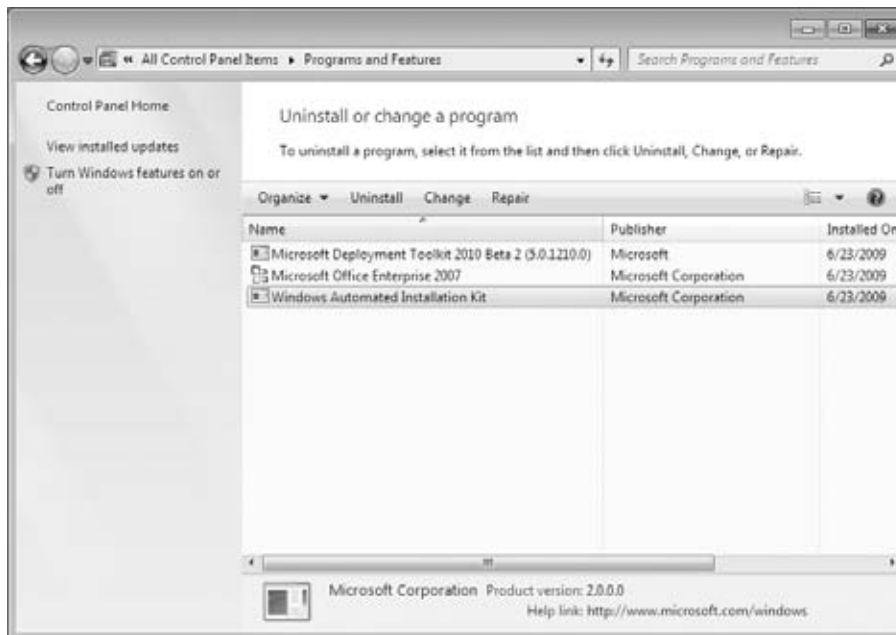 « All Control Panel Items ▸ Programs and Features
Search Programs and Features
Control Panel Home
View installed updates
Turn Windows features on or
off
Uninstall or change a program
To uninstall a program, select it from the list and then click Uninstall, Change, or Repair.
Organize Uninstall Change Repair
Name Publisher Installed On
Microsoft Deployment Toolkit 2010 Beta 2 (5.0.1210.0) Microsoft 6/23/2009
Microsoft Office Enterprise 2007 Microsoft Corporation 6/23/2009
Windows Automated Installation Kit Microsoft Corporation 6/23/2009
Microsoft Corporation Product version: 2.0.0.0
Help link: http://www.microsoft.com/windows